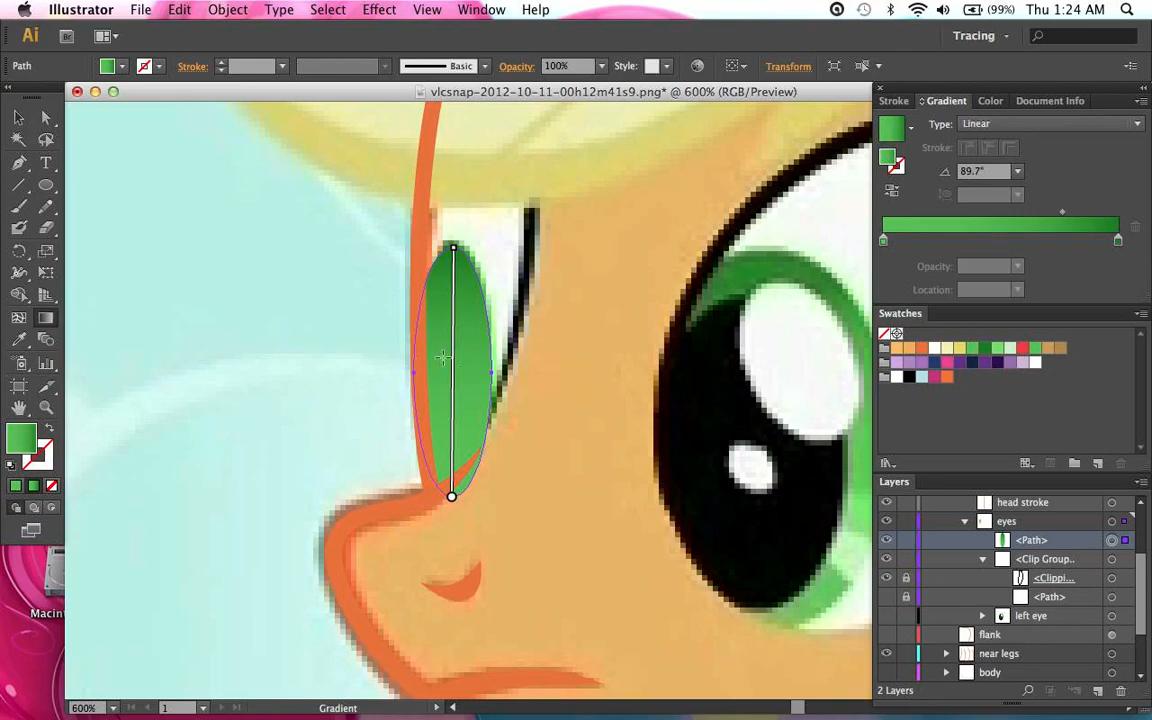 Illustrator File Edit Object Type Select Effect View Window Help (99%) Thu 1:24 AM
Ai Br Tracing
Path Stroke: Basic Opacity: 100% Style: Transform
vlcsnap-2012-10-11-00h12m41s9.png* @ 600% (RGB/Preview)
Stroke Gradient Color Document Info
Type: Linear
Stroke:
89.7°
Opacity:
Location:
Swatches
Layers
head stroke
eyes
<Path>
<Clip Group..
<Clippi...
<Path>
left eye
flank
near legs
body
2 Layers
Macint
600% 1 Gradient